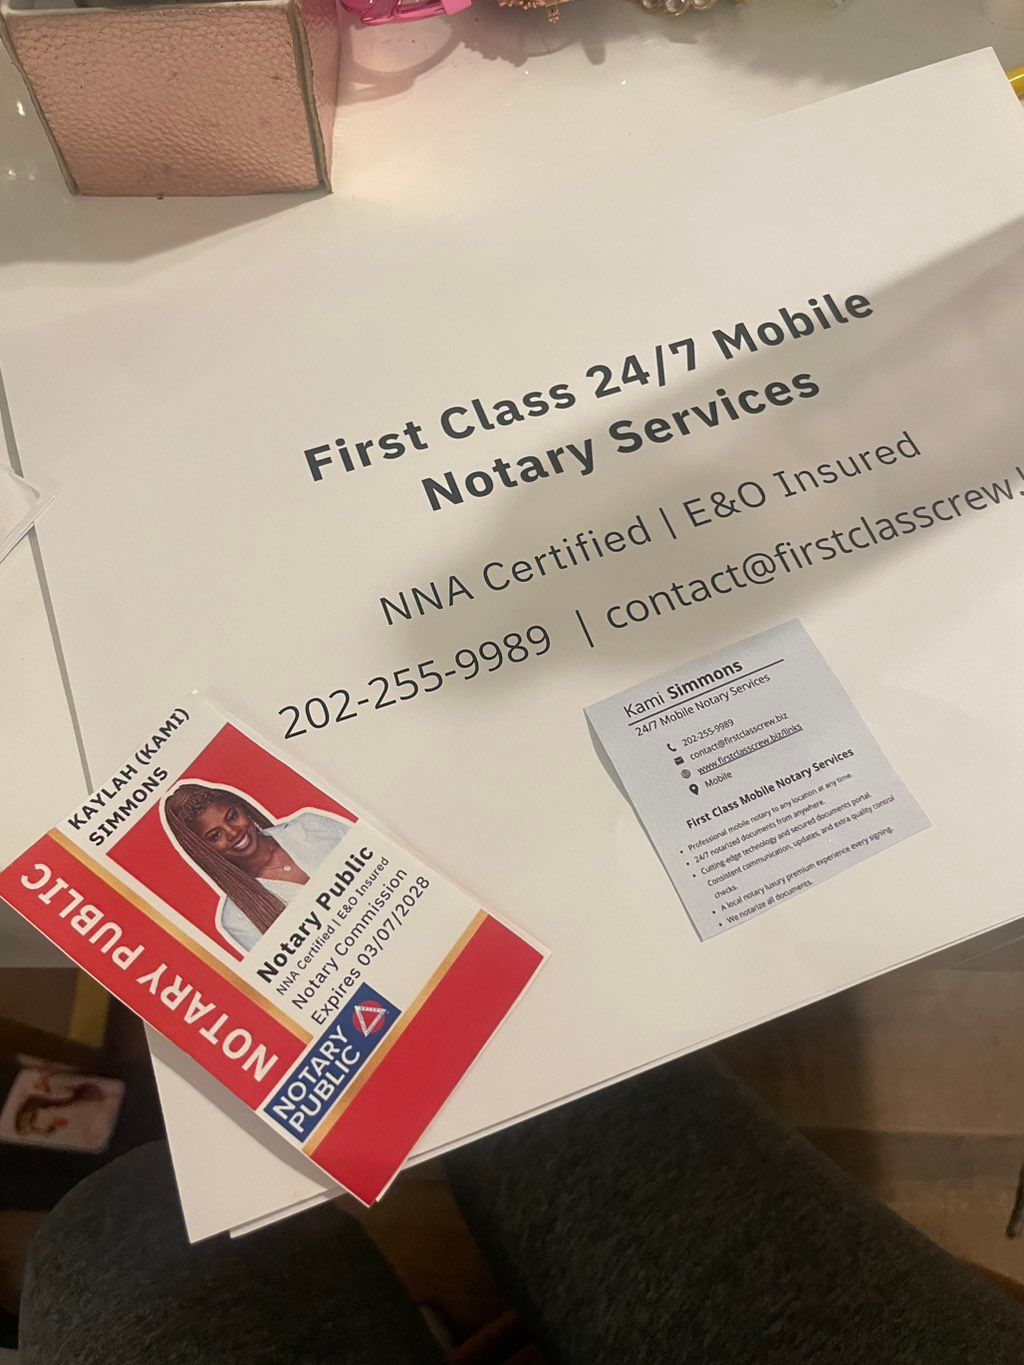 First Class 24/7 Mobile
Notary Services
NNA Certified | E&O Insured
202-255-9989 | contact@firstclasscrew.
KAYLAH (KAMI)
SIMMONS
NOTARY PUBLIC
Notary Public
NNA Certified | E&O Insured
Notary Commission
Expires 03/07/2028
NOTARY
PUBLIC
Kami Simmons
24/7 Mobile Notary Services
202-255-9989
contact@firstclasscrew.biz
www.firstclasscrew.biz/links
Mobile
First Class Mobile Notary Services
• Professional mobile notary to any location at any time.
• 24/7 notarized documents from anywhere.
• Cutting-edge technology and secured documents portal.
Consistent communication, updates, and extra quality control
checks.
• A local notary luxury premium experience every signing.
• We notarize all documents.